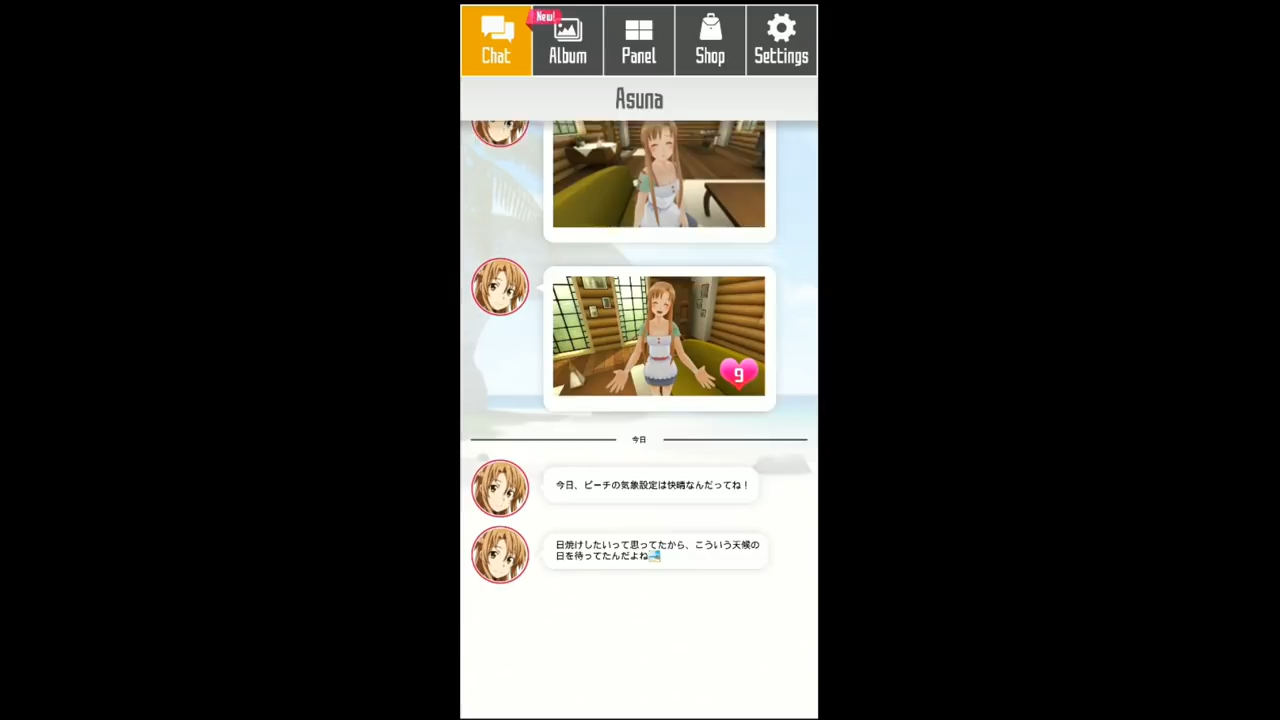 Chat
New!
Album
Panel
Shop
Settings
Asuna
9
今日
今日、ビーチの気象設定は快晴なんだってね！
日焼けしたいって思ってたから、こういう天候の
日を待ってたんだよね